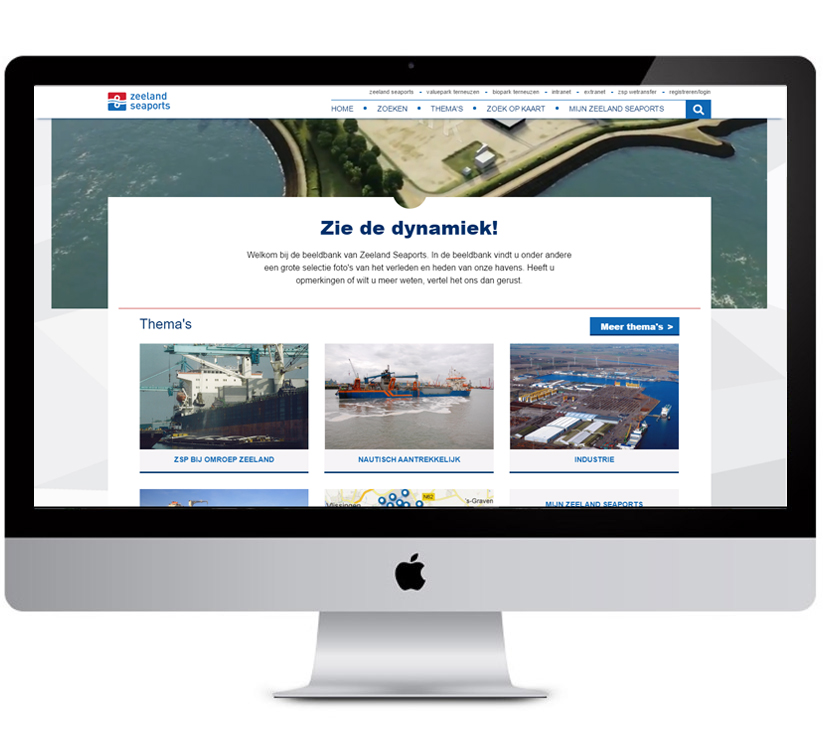 zeeland seaports - valuepark terneuzen - biopark terneuzen - intranet - extranet - zsp wetransfer - registreren/login
zeeland
seaports
HOME • ZOEKEN • THEMA'S • ZOEK OP KAART • MIJN ZEELAND SEAPORTS
Zie de dynamiek!
Welkom bij de beeldbank van Zeeland Seaports. In de beeldbank vindt u onder andere
een grote selectie foto's van het verleden en heden van onze havens. Heeft u
opmerkingen of wilt u meer weten, vertel het ons dan gerust.
Thema's
Meer thema's >
ZSP BIJ OMROEP ZEELAND
NAUTISCH AANTREKKELIJK
INDUSTRIE
Vlissingen
N62
's-Graven
MIJN ZEELAND SEAPORTS